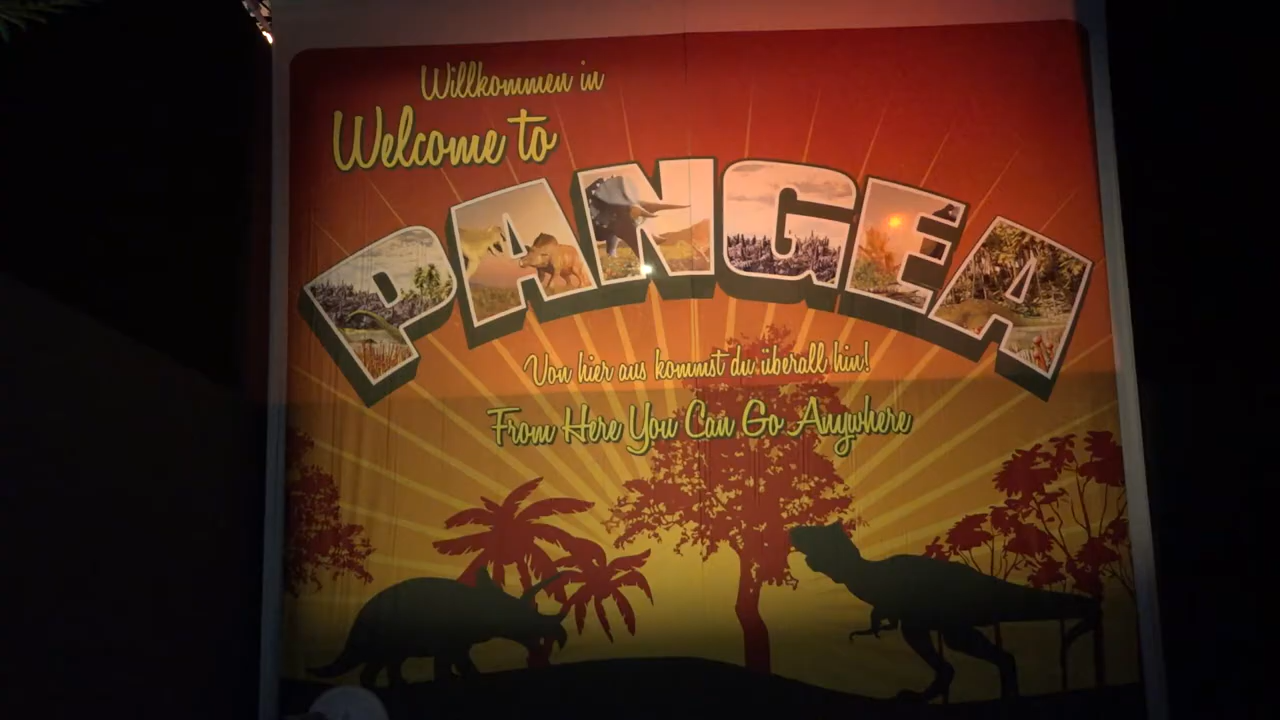 Willkommen in
Welcome to
PANGEA
Von hier aus kommst du überall hin!
From Here You Can Go Anywhere